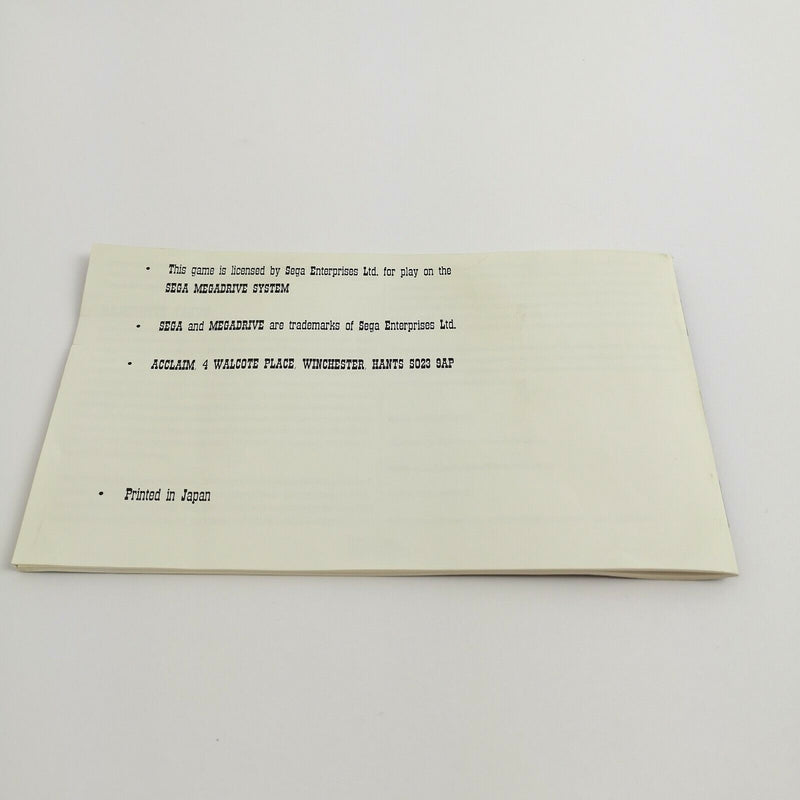 • This game is licensed by Sega Enterprises Ltd. for play on the
SEGA MEGADRIVE SYSTEM
• SEGA and MEGADRIVE are trademarks of Sega Enterprises Ltd.
• ACCLAIM, 4 WALCOTE PLACE, WINCHESTER, HANTS SO23 9AP
• Printed in Japan